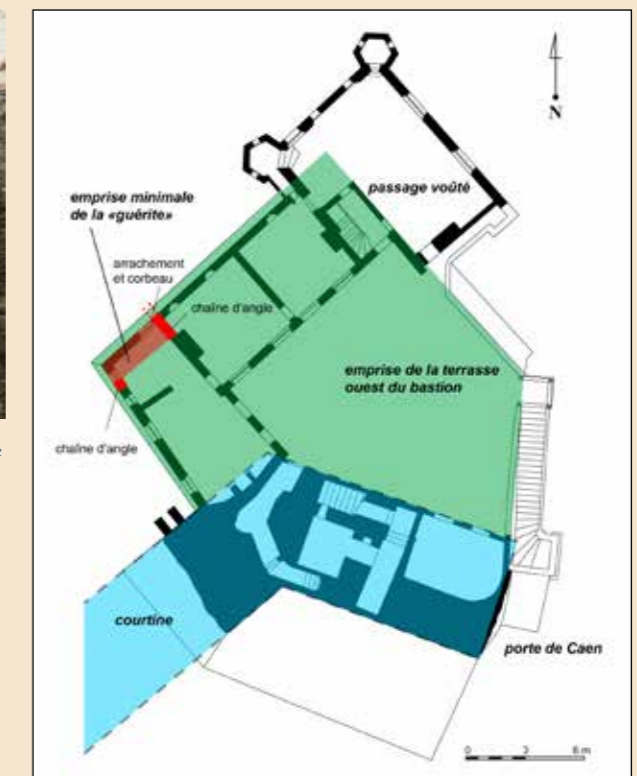 N
passage voûté
emprise minimale
de la «guérite»
arrachement
et corbeau
chaîne d'angle
emprise de la terrasse
ouest du bastion
chaîne d'angle
courtine
porte de Caen
0 3 6 m